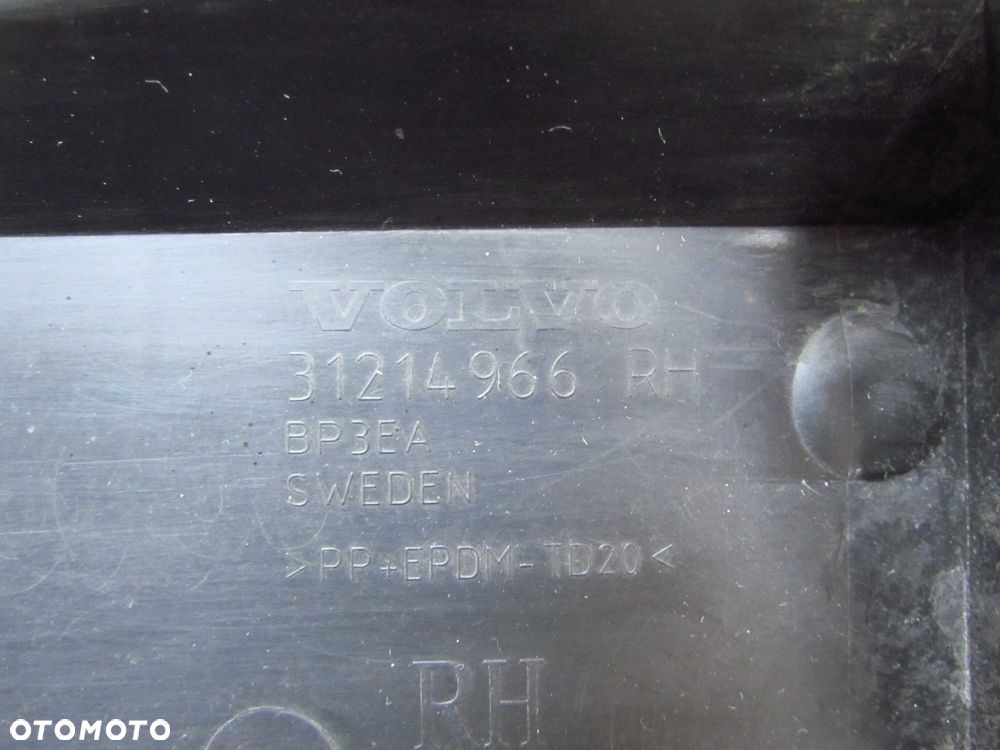 VOLVO
31214966 RH
BP3EA
SWEDEN
>PP+EPDM-TD20<
RH
OTOMOTO